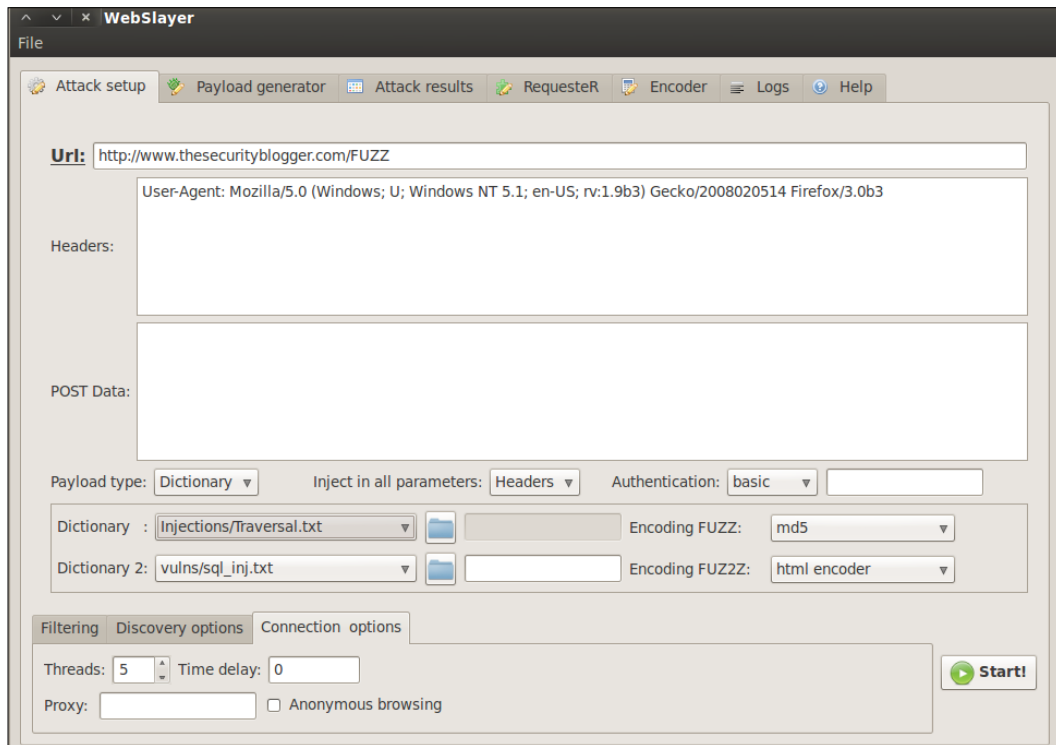 WebSlayer
File
Attack setup Payload generator Attack results RequesteR Encoder Logs Help
Url: http://www.thesecurityblogger.com/FUZZ
User-Agent: Mozilla/5.0 (Windows; U; Windows NT 5.1; en-US; rv:1.9b3) Gecko/2008020514 Firefox/3.0b3
Headers:
POST Data:
Payload type: Dictionary Inject in all parameters: Headers Authentication: basic
Dictionary : Injections/Traversal.txt Encoding FUZZ: md5
Dictionary 2: vulns/sql_inj.txt Encoding FUZ2Z: html encoder
Filtering Discovery options Connection options
Threads: 5 Time delay: 0
Start!
Proxy: Anonymous browsing